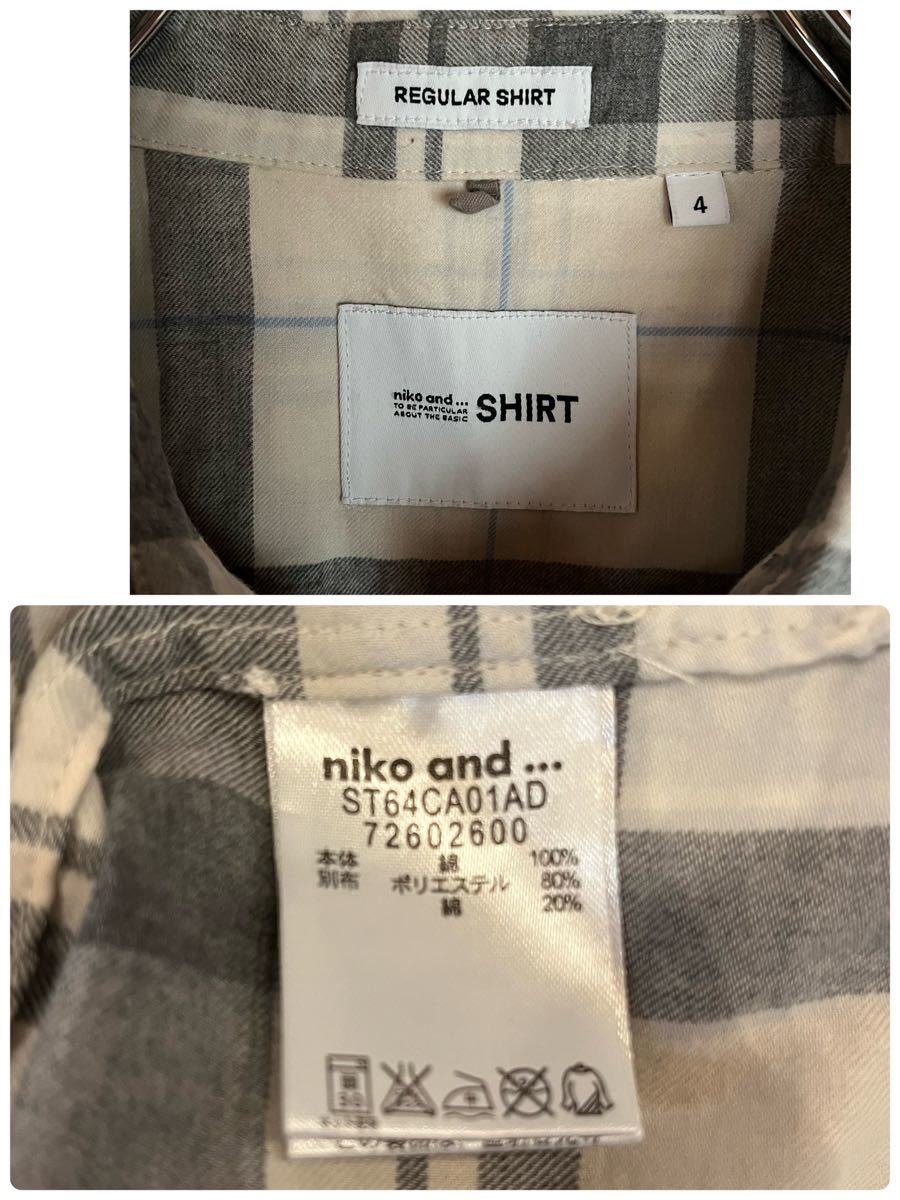 REGULAR SHIRT
4
niko and ...
TO BE PARTICULAR
ABOUT THE BASIC
SHIRT
niko and ...
ST64CA01AD
72602600
本体 綿 100%
別布 ポリエステル 80%
綿 20%
30